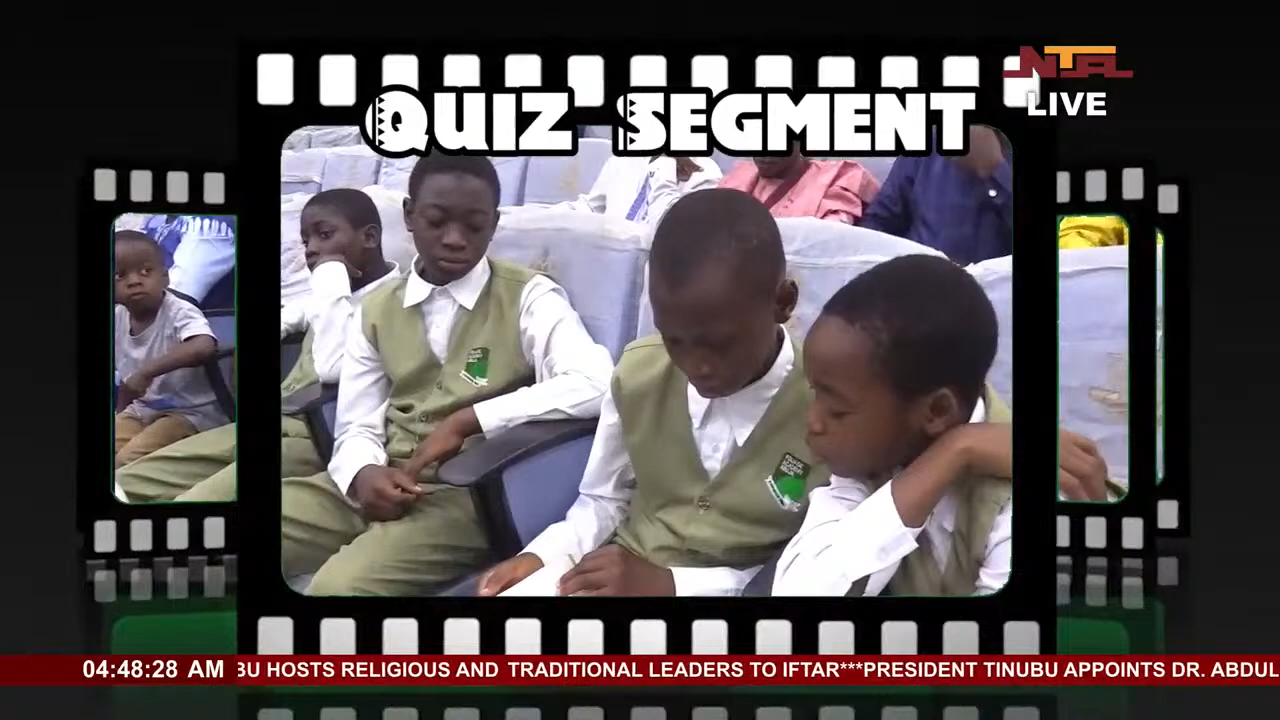 NTA
LIVE
QUIZ SEGMENT
04:48:28 AM
BU HOSTS RELIGIOUS AND TRADITIONAL LEADERS TO IFTAR***PRESIDENT TINUBU APPOINTS DR. ABDUL